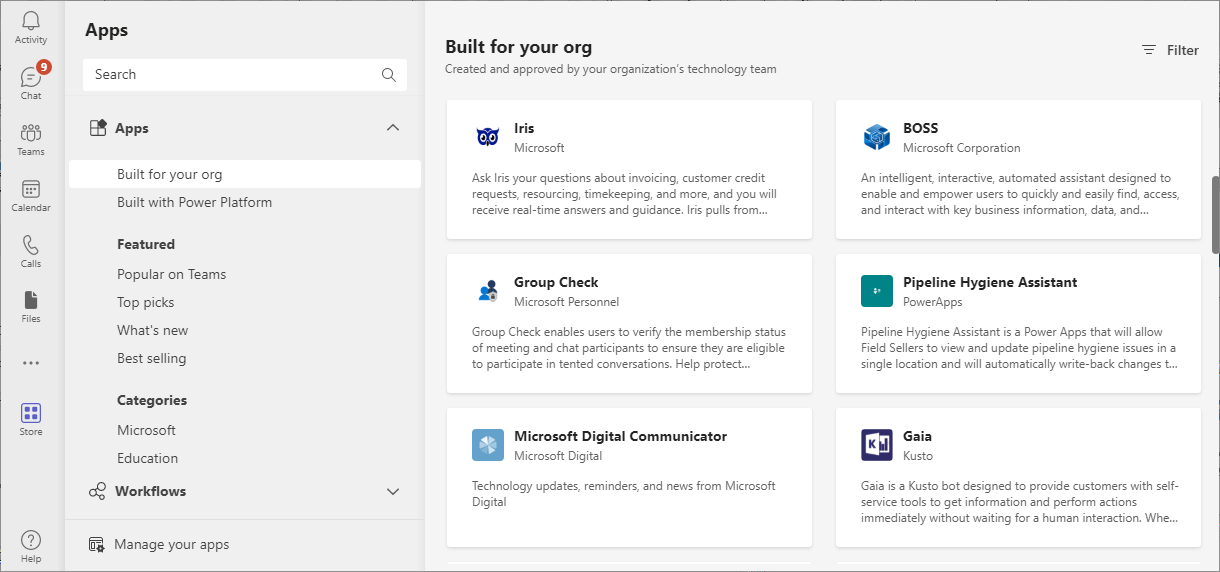 Activity
9
Chat
Teams
Calendar
Calls
Files
Store
Help
Apps
Search
Apps
Built for your org
Built with Power Platform
Featured
Popular on Teams
Top picks
What's new
Best selling
Categories
Microsoft
Education
Workflows
Manage your apps
Built for your org
Created and approved by your organization's technology team
Filter
Iris
Microsoft
Ask Iris your questions about invoicing, customer credit
requests, resourcing, timekeeping, and more, and you will
receive real-time answers and guidance. Iris pulls from...
BOSS
Microsoft Corporation
An intelligent, interactive, automated assistant designed to
enable and empower users to quickly and easily find, access,
and interact with key business information, data, and...
Group Check
Microsoft Personnel
Group Check enables users to verify the membership status
of meeting and chat participants to ensure they are eligible
to participate in tented conversations. Help protect...
Pipeline Hygiene Assistant
PowerApps
Pipeline Hygiene Assistant is a Power Apps that will allow
Field Sellers to view and update pipeline hygiene issues in a
single location and will automatically write-back changes t...
Microsoft Digital Communicator
Microsoft Digital
Technology updates, reminders, and news from Microsoft
Digital
Gaia
Kusto
Gaia is a Kusto bot designed to provide customers with self-
service tools to get information and perform actions
immediately without waiting for a human interaction. Whe...